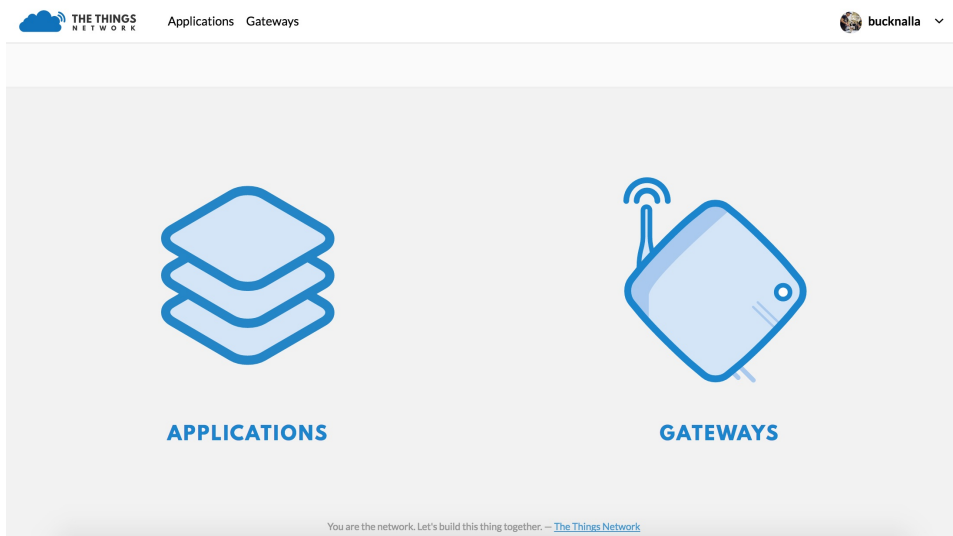 THE THINGS
NETWORK
Applications Gateways
bucknalla
APPLICATIONS
GATEWAYS
You are the network. Let's build this thing together. — The Things Network